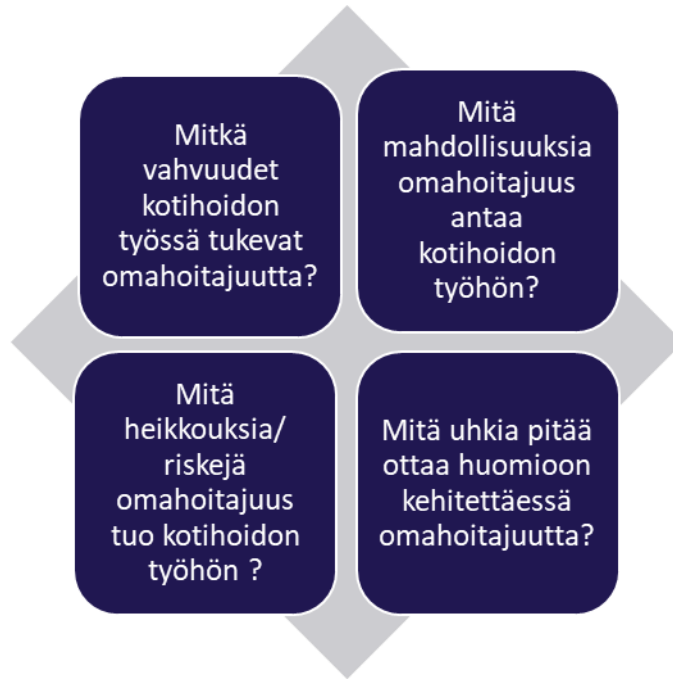 Mitkä
vahvuudet
kotihoidon
työssä tukevat
omahoitajuutta?
Mitä
mahdollisuuksia
omahoitajuus
antaa
kotihoidon
työhön?
Mitä
heikkouksia/
riskejä
omahoitajuus
tuo kotihoidon
työhön ?
Mitä uhkia pitää
ottaa huomioon
kehitettäessä
omahoitajuutta?